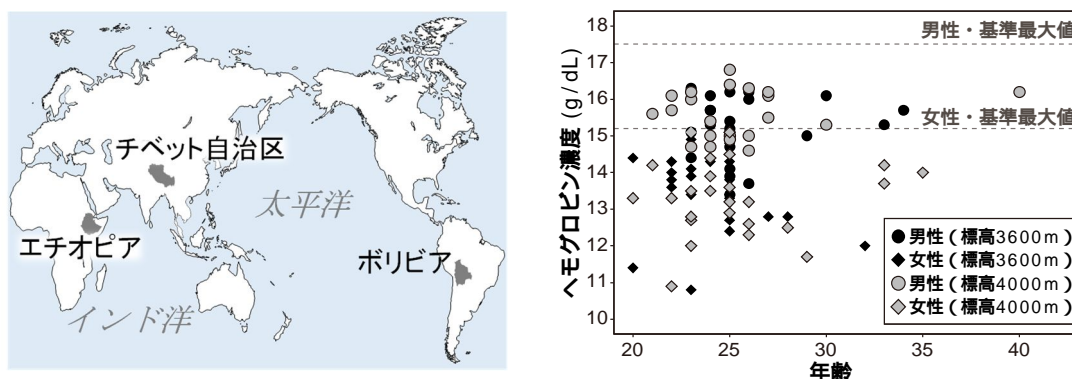 チベット自治区
太平洋
エチオピア
ボリビア
インド洋
ヘモグロビン濃度 (g / dL)
18
17
16
15
14
13
12
11
10
男性・基準最大値
女性・基準最大値
男性 ( 標高3600m )
女性 ( 標高3600m )
男性 ( 標高4000m )
女性 ( 標高4000m )
20 25 30 35 40
年齢